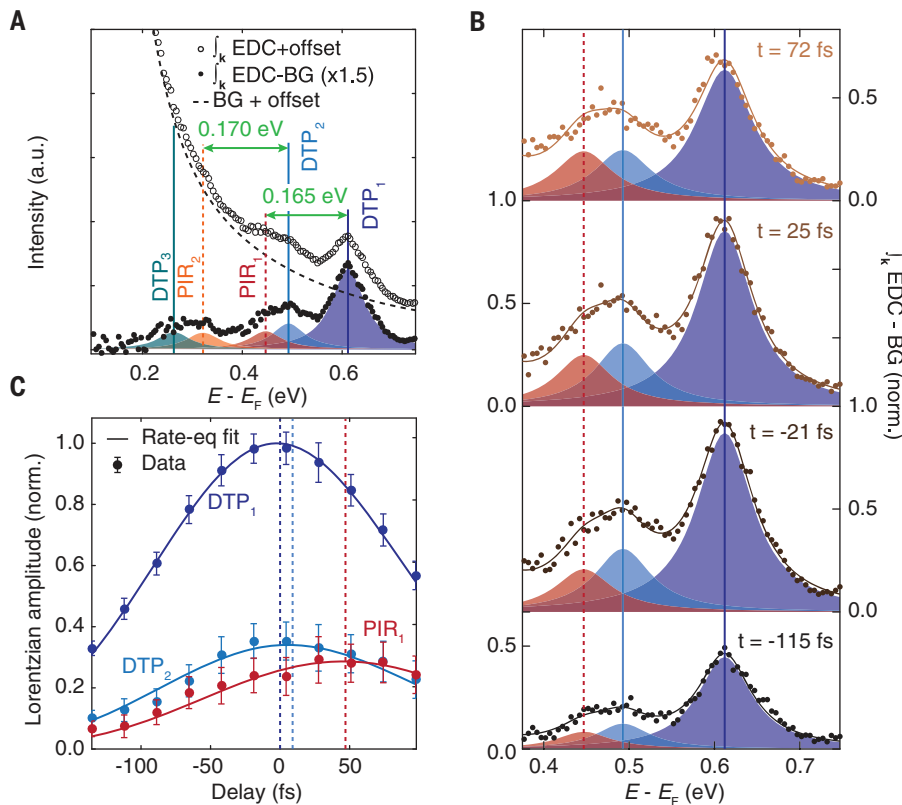 A
∫k EDC+offset
∫k EDC-BG (x1.5)
BG + offset
0.170 eV
DTP2
0.165 eV
DTP1
DTP3
PIR2
PIR1
Intensity (a.u.)
0.2 0.4 0.6
E - EF (eV)
B
t = 72 fs
0.5
1.0 0.0
t = 25 fs
0.5
0.0 1.0
t = -21 fs
0.5
0.0
0.5 t = -115 fs
0.0
0.4 0.5 0.6 0.7
E - EF (eV)
∫k EDC - BG (norm.)
C
Rate-eq fit
Data
DTP1
DTP2
PIR1
Lorentzian amplitude (norm.)
1.0
0.8
0.6
0.4
0.2
0.0
-100 -50 0 50
Delay (fs)